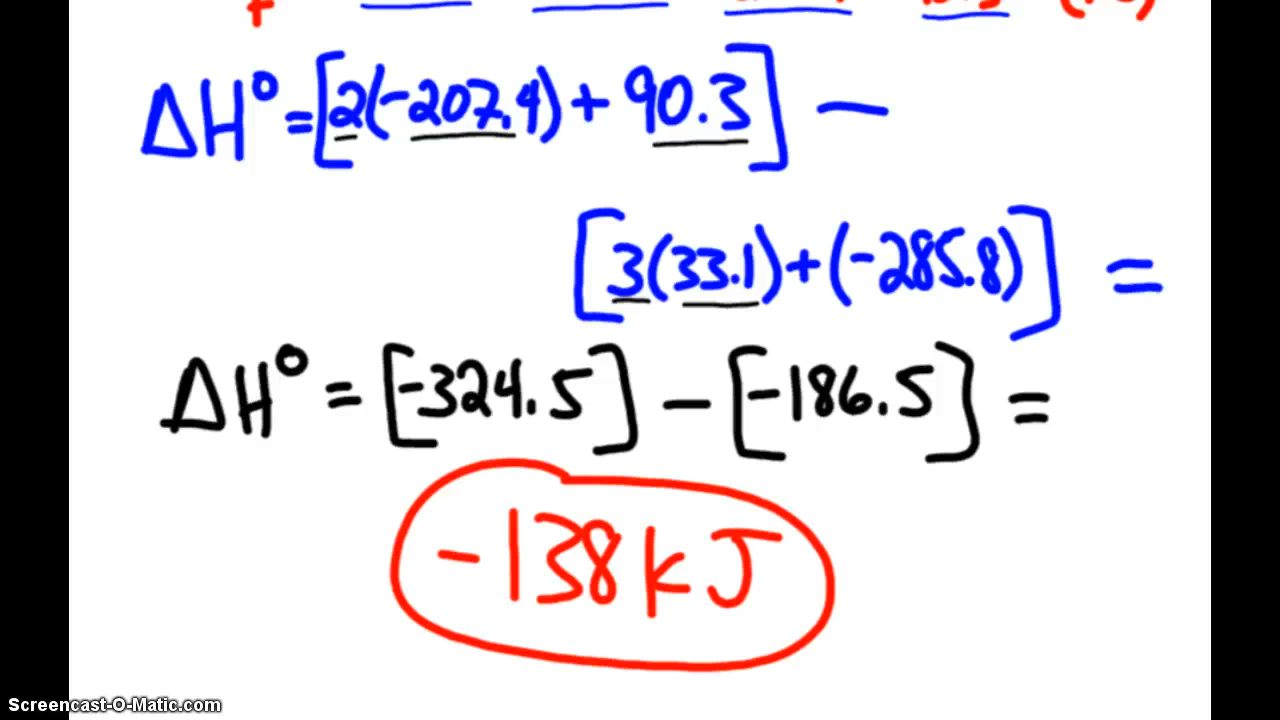 ΔH° = [2(-207.4) + 90.3] -
[3(33.1) + (-285.8)] =
ΔH° = [-324.5] - [-186.5] =
-138 kJ
Screencast-O-Matic.com